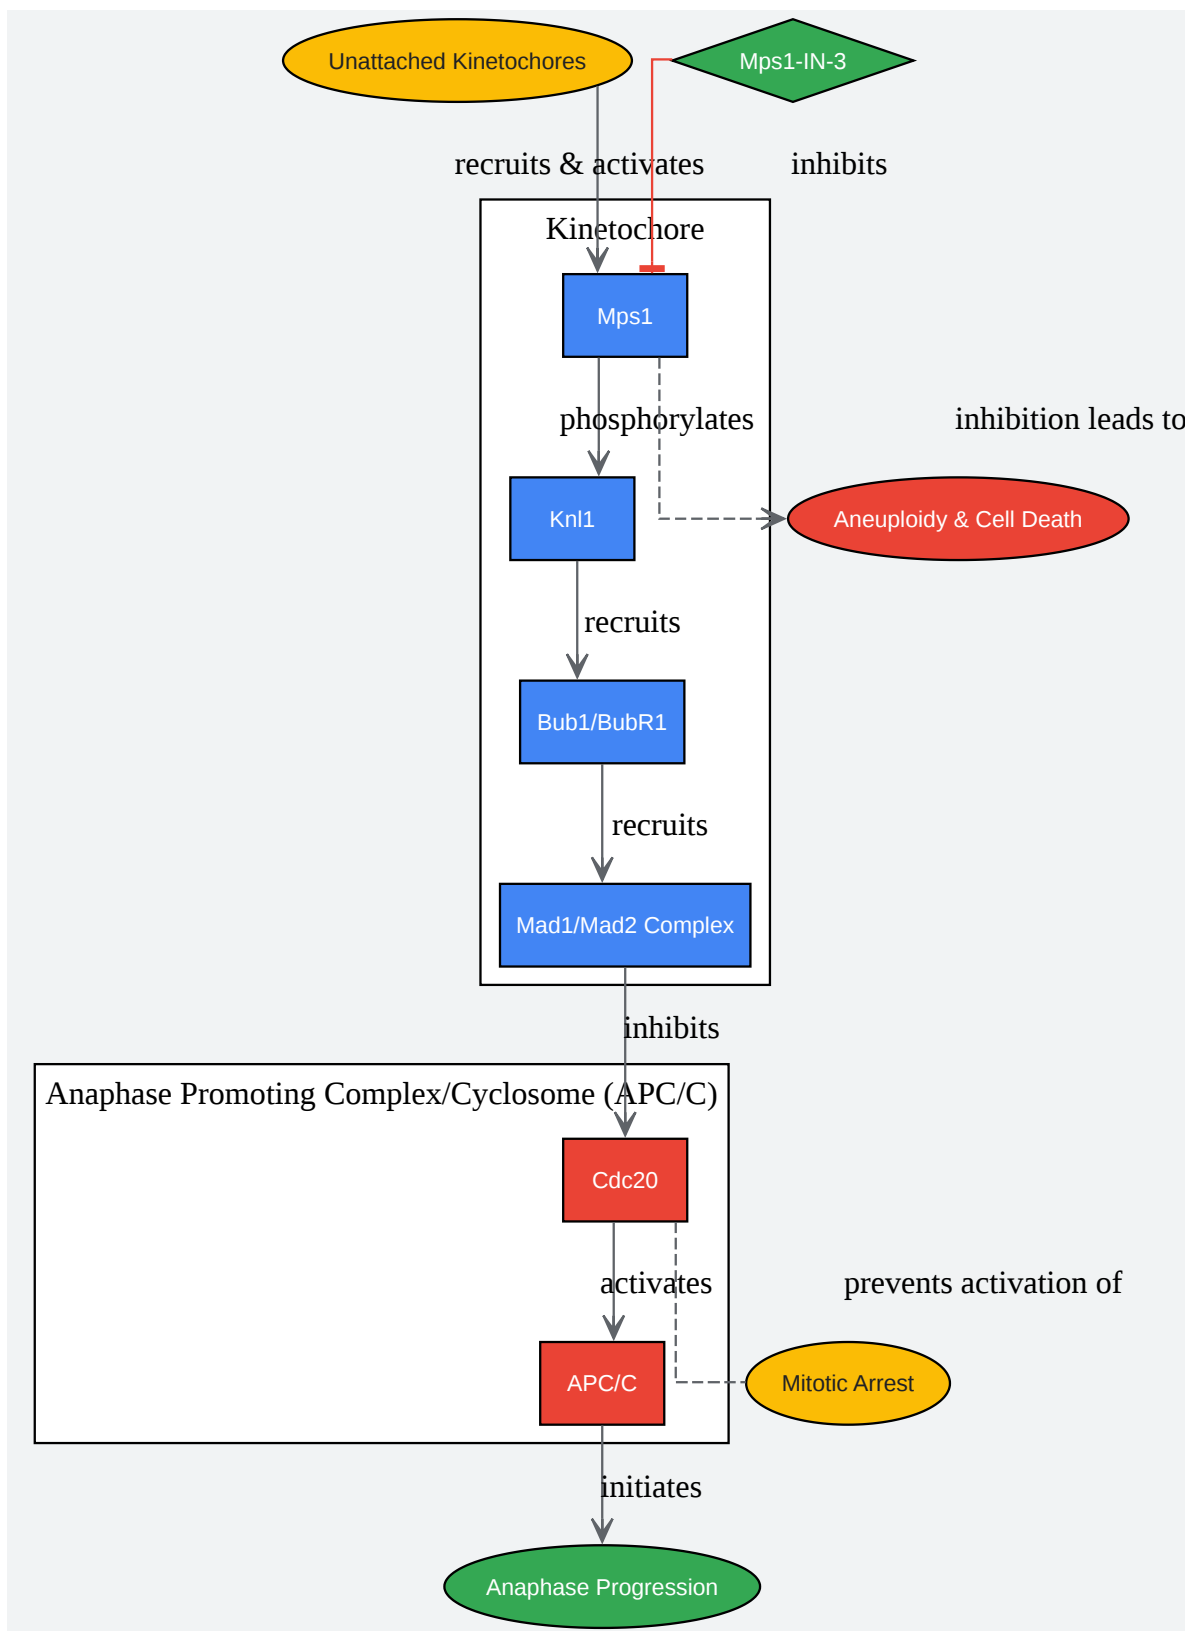 Unattached Kinetochores
Mps1-IN-3
recruits & activates
inhibits
Kinetochore
Mps1
phosphorylates
inhibition leads to
Knl1
Aneuploidy & Cell Death
recruits
Bub1/BubR1
recruits
Mad1/Mad2 Complex
inhibits
Anaphase Promoting Complex/Cyclosome (APC/C)
Cdc20
activates
prevents activation of
APC/C
Mitotic Arrest
initiates
Anaphase Progression